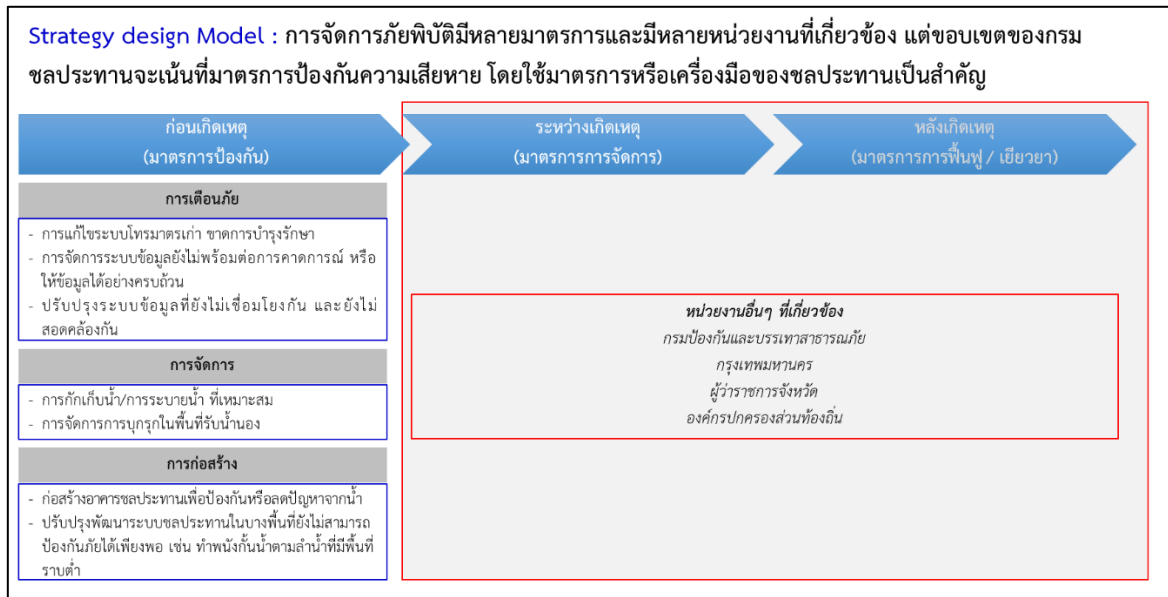 Strategy design Model : การจัดการภัยพิบัติมีหลายมาตรการและมีหลายหน่วยงานที่เกี่ยวข้อง แต่ขอบเขตของกรม
ชลประทานจะเน้นที่มาตรการป้องกันความเสียหาย โดยใช้มาตรการหรือเครื่องมือของชลประทานเป็นสำคัญ
ก่อนเกิดเหตุ
(มาตรการป้องกัน)
ระหว่างเกิดเหตุ
(มาตรการการจัดการ)
หลังเกิดเหตุ
(มาตรการการฟื้นฟู / เยียวยา)
การเตือนภัย
- การแก้ไขระบบโทรมาตรเก่า ขาดการบำรุงรักษา
- การจัดการระบบข้อมูลยังไม่พร้อมต่อการคาดการณ์ หรือ
ให้ข้อมูลได้อย่างครบถ้วน
- ปรับปรุงระบบข้อมูลที่ยังไม่เชื่อมโยงกัน และยังไม่
สอดคล้องกัน
การจัดการ
- การกักเก็บน้ำ/การระบายน้ำ ที่เหมาะสม
- การจัดการการบุกรุกในพื้นที่รับน้ำนอง
การก่อสร้าง
- ก่อสร้างอาคารชลประทานเพื่อป้องกันหรือลดปัญหาจากน้ำ
- ปรับปรุงพัฒนาระบบชลประทานในบางพื้นที่ยังไม่สามารถ
ป้องกันภัยได้เพียงพอ เช่น ทำพนังกั้นน้ำตามลำน้ำที่มีพื้นที่
ราบต่ำ
หน่วยงานอื่นๆ ที่เกี่ยวข้อง
กรมป้องกันและบรรเทาสาธารณภัย
กรุงเทพมหานคร
ผู้ว่าราชการจังหวัด
องค์กรปกครองส่วนท้องถิ่น